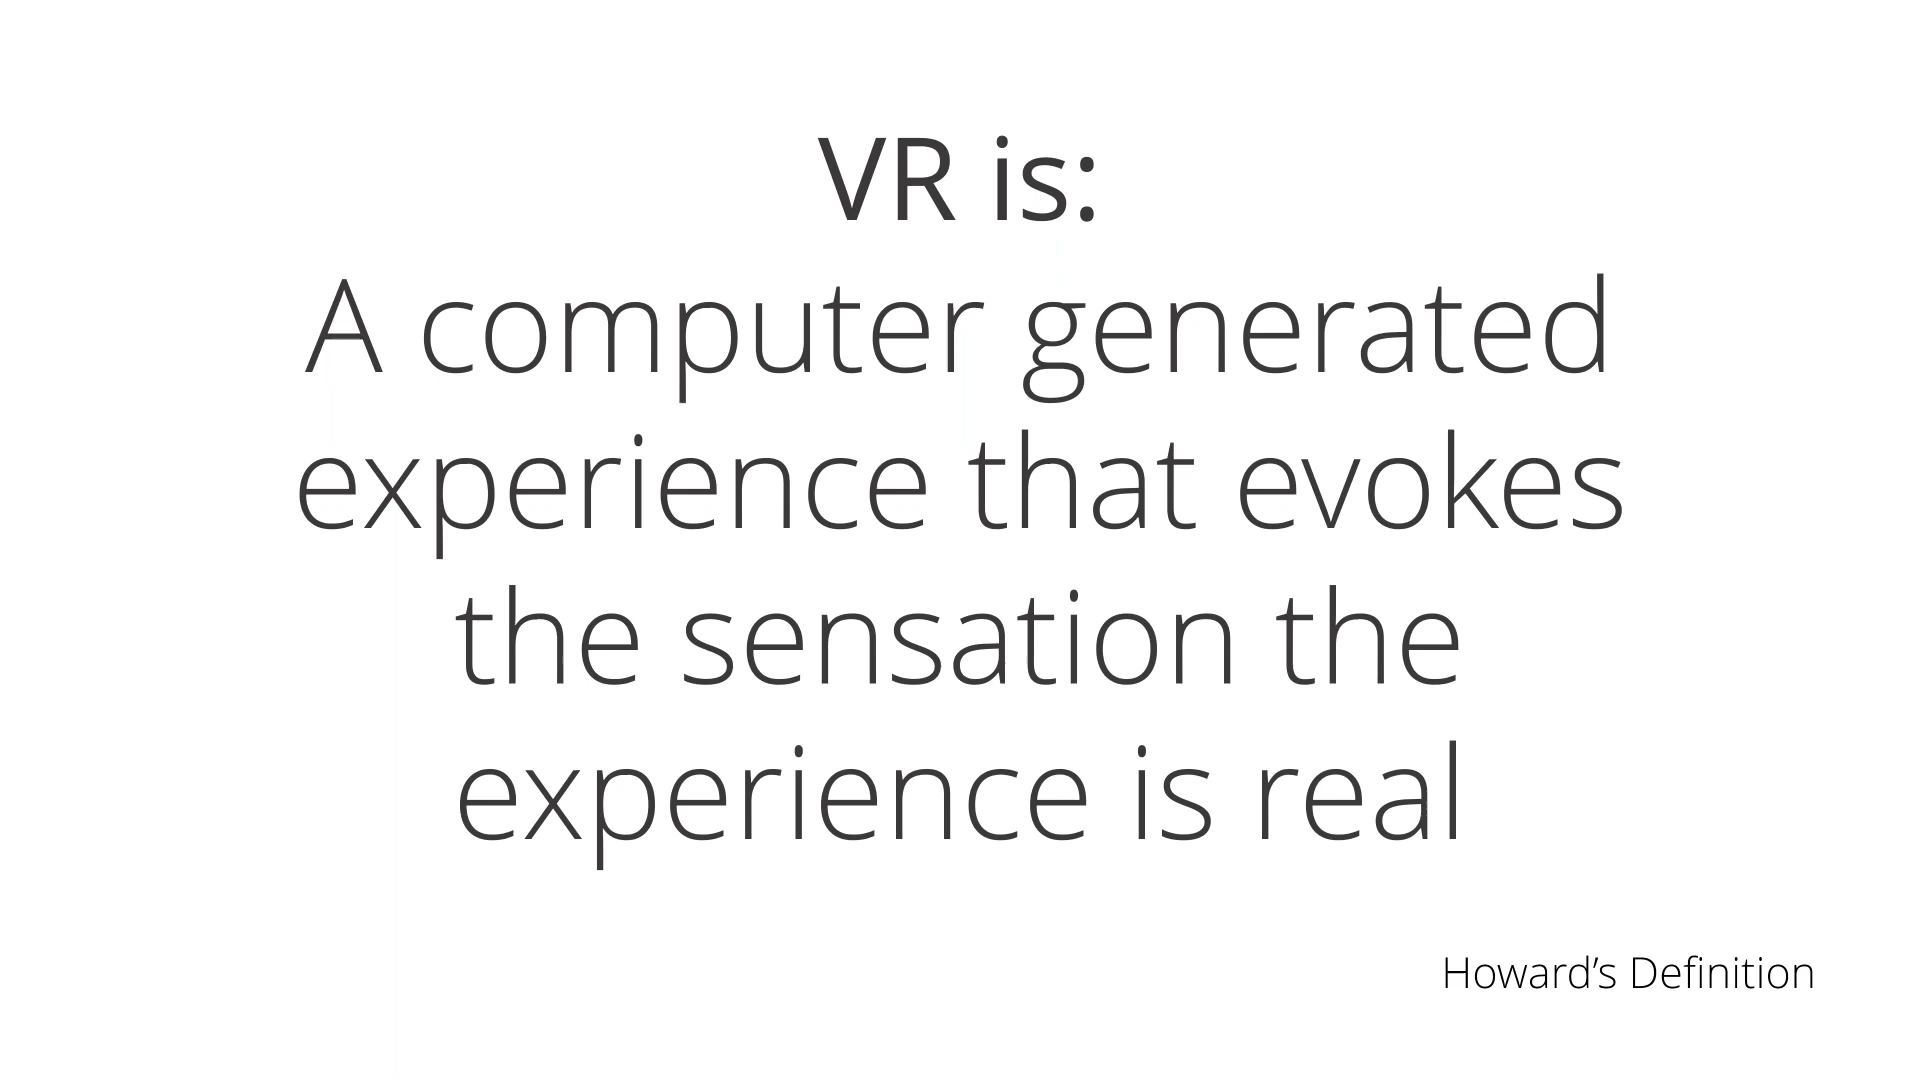 VR is:
A computer generated
experience that evokes
the sensation the
experience is real
Howard’s Definition